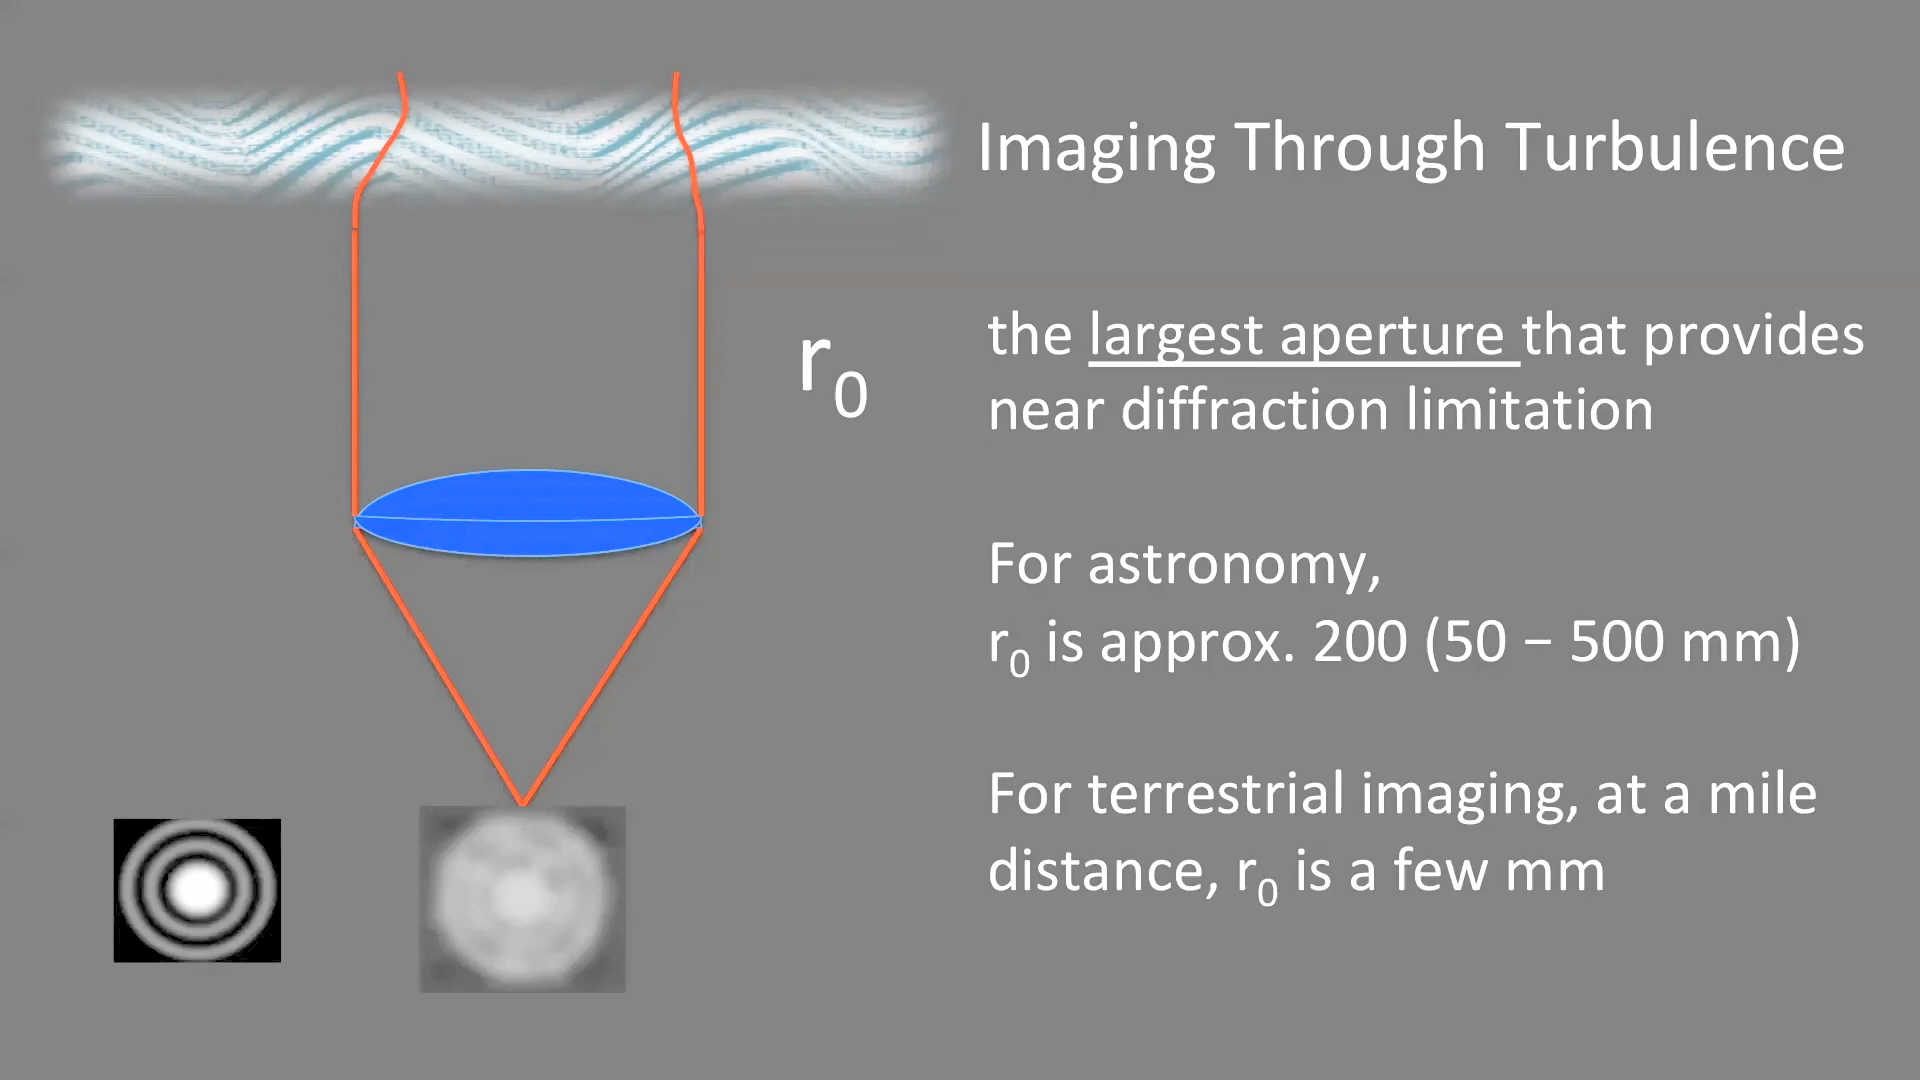 Imaging Through Turbulence
r₀
the largest aperture that provides
near diffraction limitation
For astronomy,
r₀ is approx. 200 (50 – 500 mm)
For terrestrial imaging, at a mile
distance, r₀ is a few mm